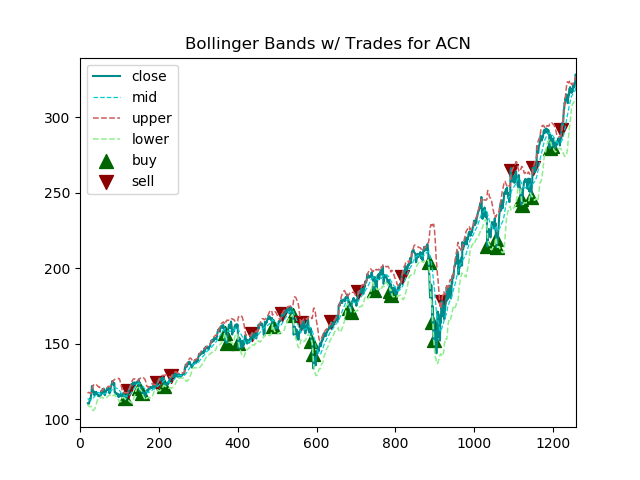 Bollinger Bands w/ Trades for ACN
close
mid
upper
lower
buy
sell
300
250
200
150
100
0 200 400 600 800 1000 1200